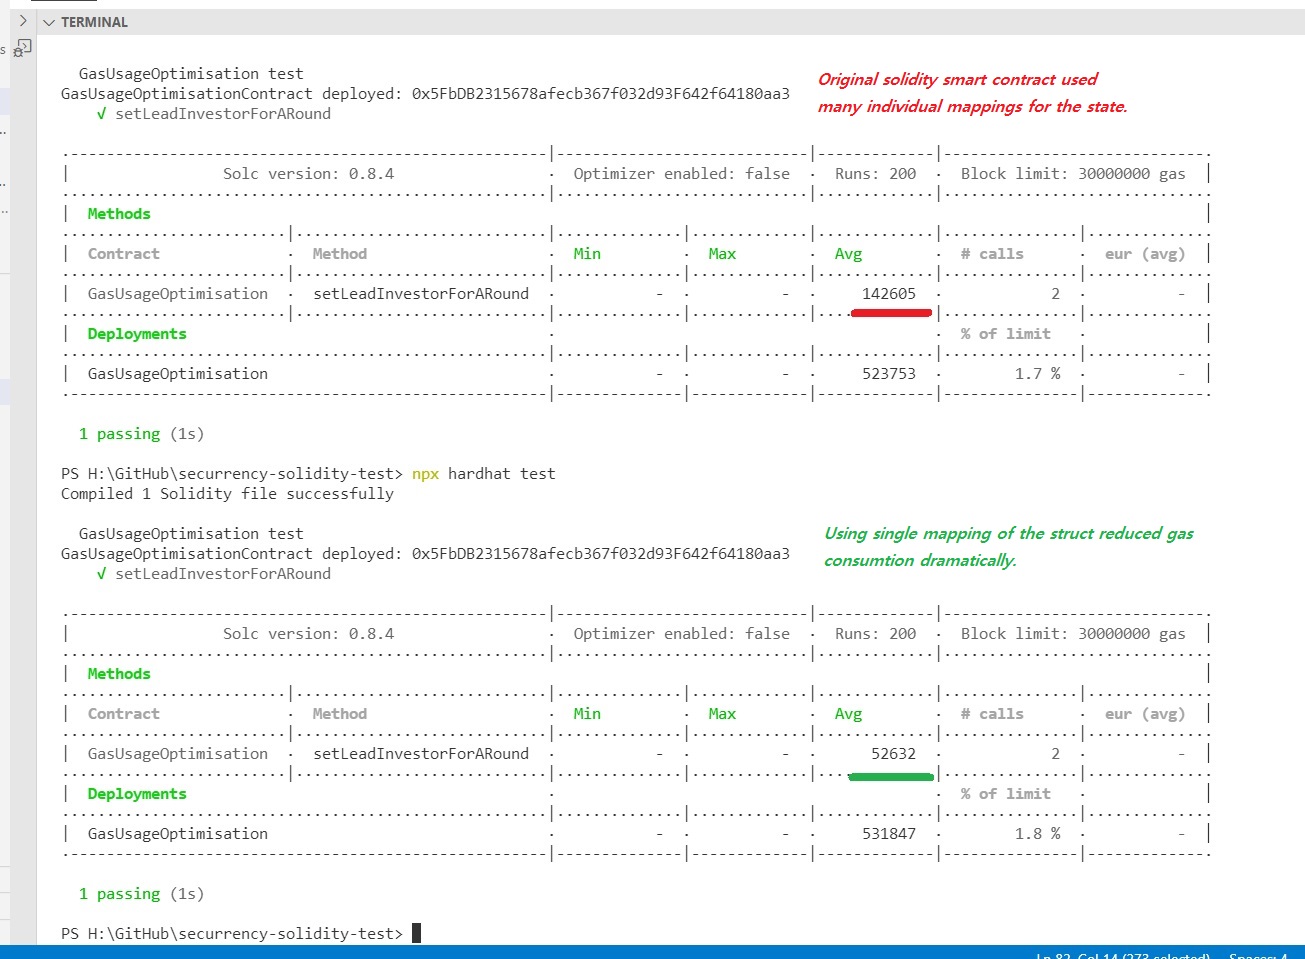 TERMINAL
GasUsageOptimisation test
GasUsageOptimisationContract deployed: 0x5FbDB2315678afecb367f032d93F642f64180aa3
√ setLeadInvestorForARound
Original solidity smart contract used
many individual mappings for the state.
Solc version: 0.8.4 · Optimizer enabled: false · Runs: 200 · Block limit: 30000000 gas
Methods
Contract · Method · Min · Max · Avg · # calls · eur (avg)
GasUsageOptimisation · setLeadInvestorForARound · - · - · 142605 · 2 · -
Deployments · % of limit ·
GasUsageOptimisation · - · - · 523753 · 1.7 % · -
1 passing (1s)
PS H:\GitHub\securrency-solidity-test> npx hardhat test
Compiled 1 Solidity file successfully
GasUsageOptimisation test
GasUsageOptimisationContract deployed: 0x5FbDB2315678afecb367f032d93F642f64180aa3
√ setLeadInvestorForARound
Using single mapping of the struct reduced gas
consumtion dramatically.
Solc version: 0.8.4 · Optimizer enabled: false · Runs: 200 · Block limit: 30000000 gas
Methods
Contract · Method · Min · Max · Avg · # calls · eur (avg)
GasUsageOptimisation · setLeadInvestorForARound · - · - · 52632 · 2 · -
Deployments · % of limit ·
GasUsageOptimisation · - · - · 531847 · 1.8 % · -
1 passing (1s)
PS H:\GitHub\securrency-solidity-test>
Ln 82, Col 14 (273 selected) Spaces: 4